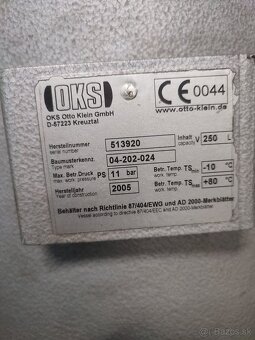 OKS
OKS Otto Klein GmbH
D-57223 Kreuztal
CE 0044
www.otto-klein.de
Herstellnummer 513920 Inhalt V 250 L
serial number capacity
Baumusterkennz. 04-202-024
Type mark
Max. Betr. Druck PS 11 bar Betr. Temp. TS min -10 °C
max. work. pressure work. temp.
Herstelljahr 2005 Betr. Temp. TS max +80 °C
Year of construction work. temp.
Behälter nach Richtlinie 87/404/EWG und AD 2000-Merkblätter
Vessel according to directive 87/404/EEC and AD 2000-Merkblätter
bazos.sk